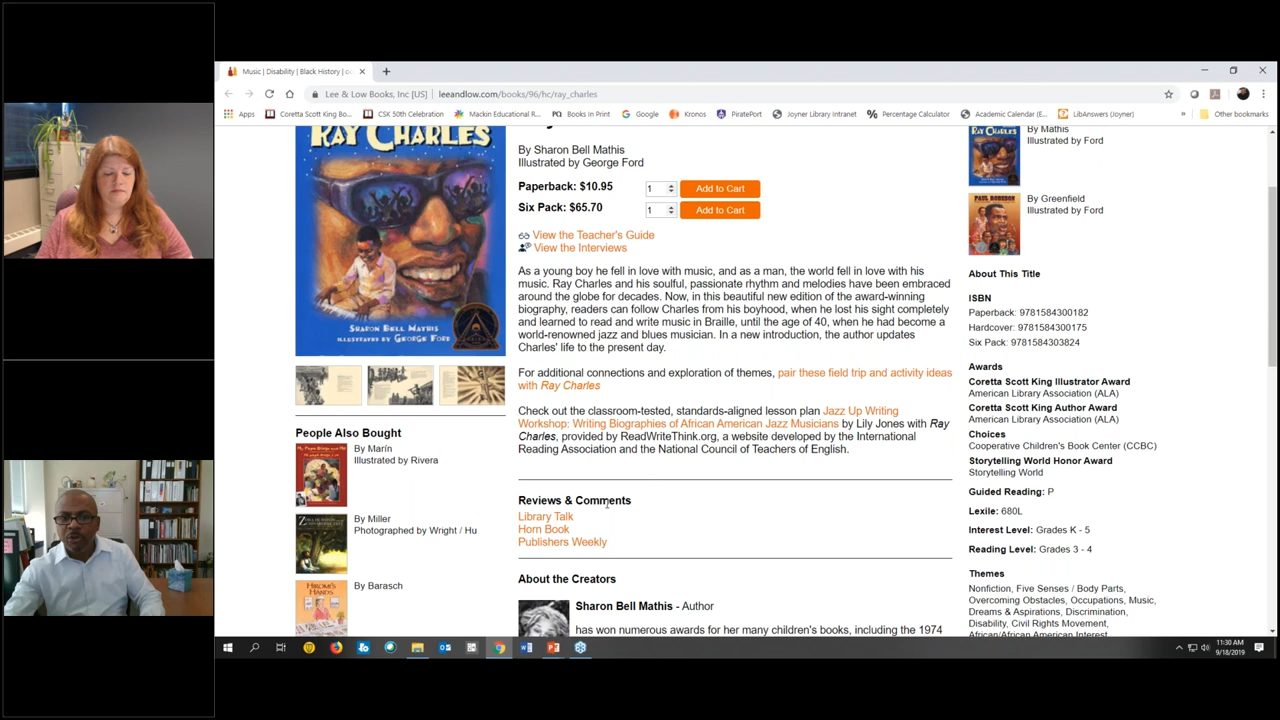 Music | Disability | Black History |
Lee & Low Books, Inc [US] | leeandlow.com/books/96/hc/ray_charles
Apps Coretta Scott King Bo... CSK 50th Celebration Mackin Educational R... Books In Print Google Kronos PiratePort Joyner Library Intranet Percentage Calculator Academic Calendar (E... LibAnswers (Joyner) » Other bookmarks
RAY CHARLES
SHARON BELL MATHIS
ILLUSTRATED BY GEORGE FORD
People Also Bought
By Marín
Illustrated by Rivera
By Miller
Photographed by Wright / Hu
By Barasch
HIROMI'S
HANDS
By Sharon Bell Mathis
Illustrated by George Ford
Paperback: $10.95 1 Add to Cart
Six Pack: $65.70 1 Add to Cart
View the Teacher's Guide
View the Interviews
As a young boy he fell in love with music, and as a man, the world fell in love with his
music. Ray Charles and his soulful, passionate rhythm and melodies have been embraced
around the globe for decades. Now, in this beautiful new edition of the award-winning
biography, readers can follow Charles from his boyhood, when he lost his sight completely
and learned to read and write music in Braille, until the age of 40, when he had become a
world-renowned jazz and blues musician. In a new introduction, the author updates
Charles' life to the present day.
For additional connections and exploration of themes, pair these field trip and activity ideas
with Ray Charles
Check out the classroom-tested, standards-aligned lesson plan Jazz Up Writing
Workshop: Writing Biographies of African American Jazz Musicians by Lily Jones with Ray
Charles, provided by ReadWriteThink.org, a website developed by the International
Reading Association and the National Council of Teachers of English.
Reviews & Comments
Library Talk
Horn Book
Publishers Weekly
About the Creators
Sharon Bell Mathis - Author
has won numerous awards for her many children's books, including the 1974
RAY CHARLES
By Mathis
Illustrated by Ford
PAUL ROBESON
By Greenfield
Illustrated by Ford
About This Title
ISBN
Paperback: 9781584300182
Hardcover: 9781584300175
Six Pack: 9781584303824
Awards
Coretta Scott King Illustrator Award
American Library Association (ALA)
Coretta Scott King Author Award
American Library Association (ALA)
Choices
Cooperative Children's Book Center (CCBC)
Storytelling World Honor Award
Storytelling World
Guided Reading: P
Lexile: 680L
Interest Level: Grades K - 5
Reading Level: Grades 3 - 4
Themes
Nonfiction, Five Senses / Body Parts,
Overcoming Obstacles, Occupations, Music,
Dreams & Aspirations, Discrimination,
Disability, Civil Rights Movement,
African/African American Interest
11:30 AM
9/18/2019